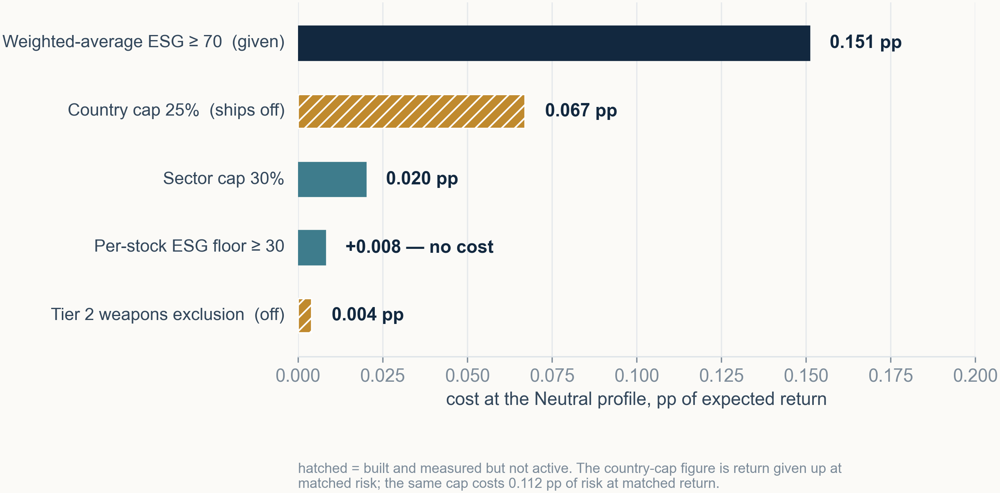 Weighted-average ESG ≥ 70 (given)
0.151 pp
Country cap 25% (ships off)
0.067 pp
Sector cap 30%
0.020 pp
Per-stock ESG floor ≥ 30
+0.008 — no cost
Tier 2 weapons exclusion (off)
0.004 pp
0.000 0.025 0.050 0.075 0.100 0.125 0.150 0.175 0.200
cost at the Neutral profile, pp of expected return
hatched = built and measured but not active. The country-cap figure is return given up at
matched risk; the same cap costs 0.112 pp of risk at matched return.